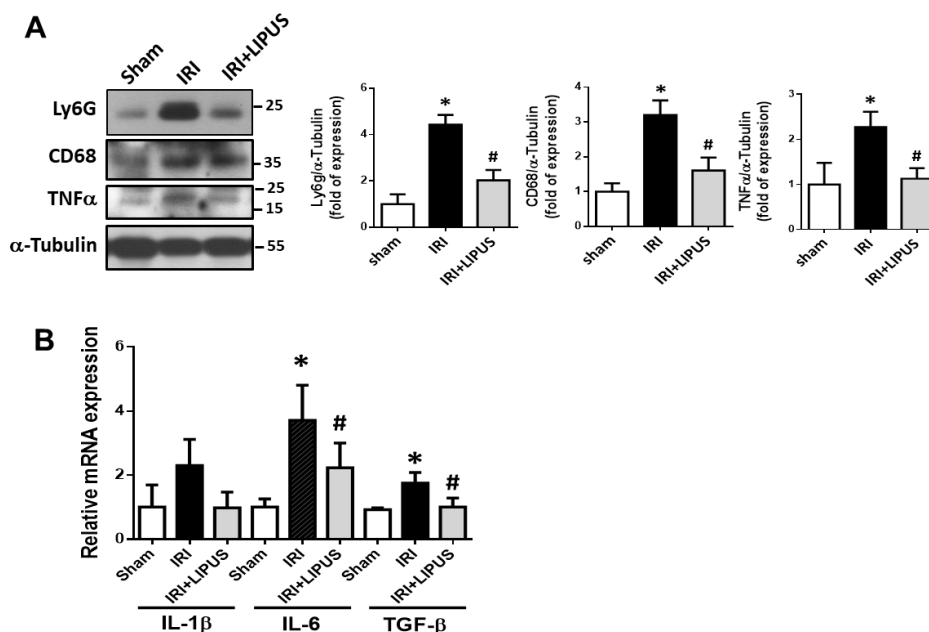 A
Sham IRI IRI+LIPUS
Ly6G 25
CD68 35
TNFα 25
15
α-Tubulin 55
Ly6g/α-Tubulin
(fold of expression)
6
4
2
0
*
#
sham IRI IRI+LIPUS
CD68/α-Tubulin
(fold of expression)
4
3
2
1
0
*
#
sham IRI IRI+LIPUS
TNFα/α-Tubulin
(fold of expression)
3
2
1
0
*
#
sham IRI IRI+LIPUS
B
Relative mRNA expression
6
4
2
0
* # * #
Sham IRI IRI+LIPUS Sham IRI IRI+LIPUS Sham IRI IRI+LIPUS
IL-1β IL-6 TGF-β